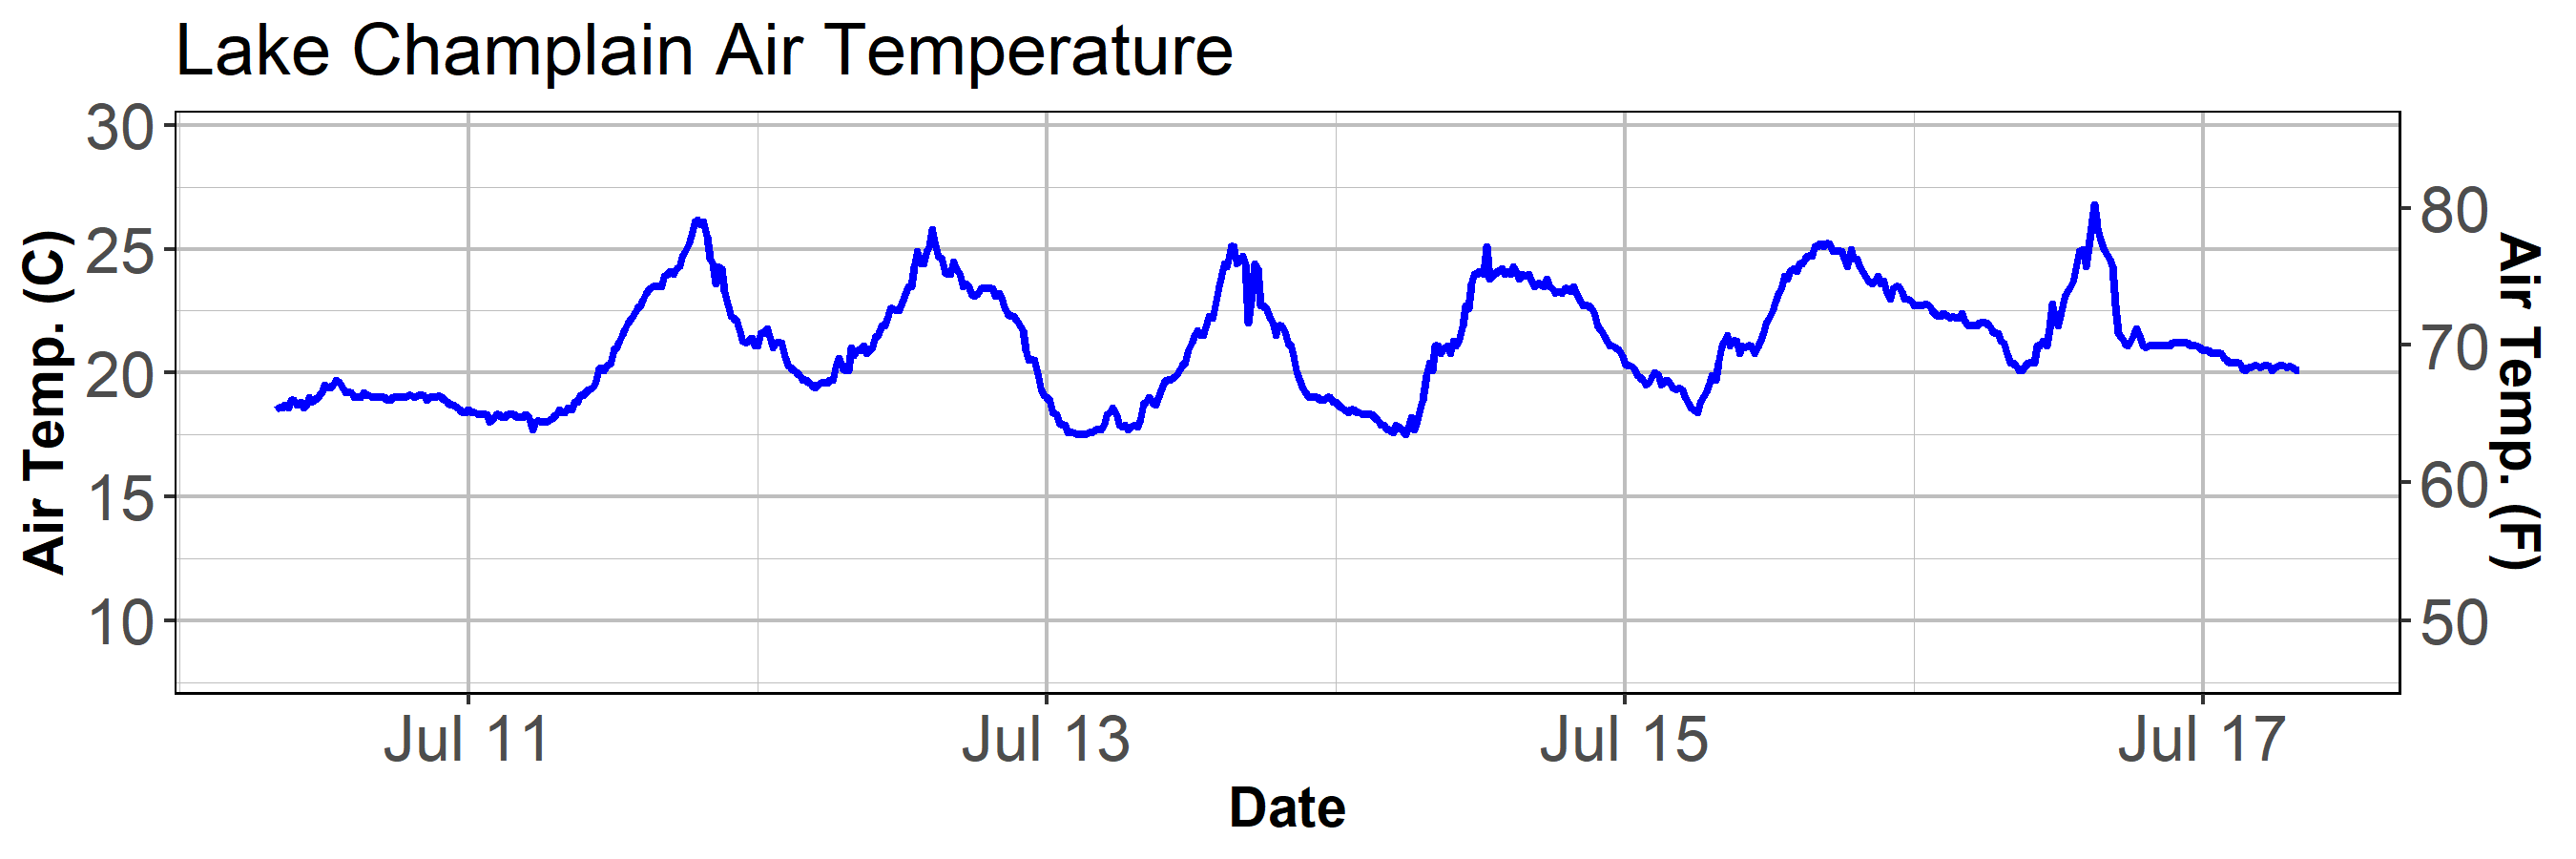 Lake Champlain Air Temperature
30
25
20
15
10
Air Temp. (C)
80
70
60
50
Air Temp. (F)
Jul 11
Jul 13
Jul 15
Jul 17
Date